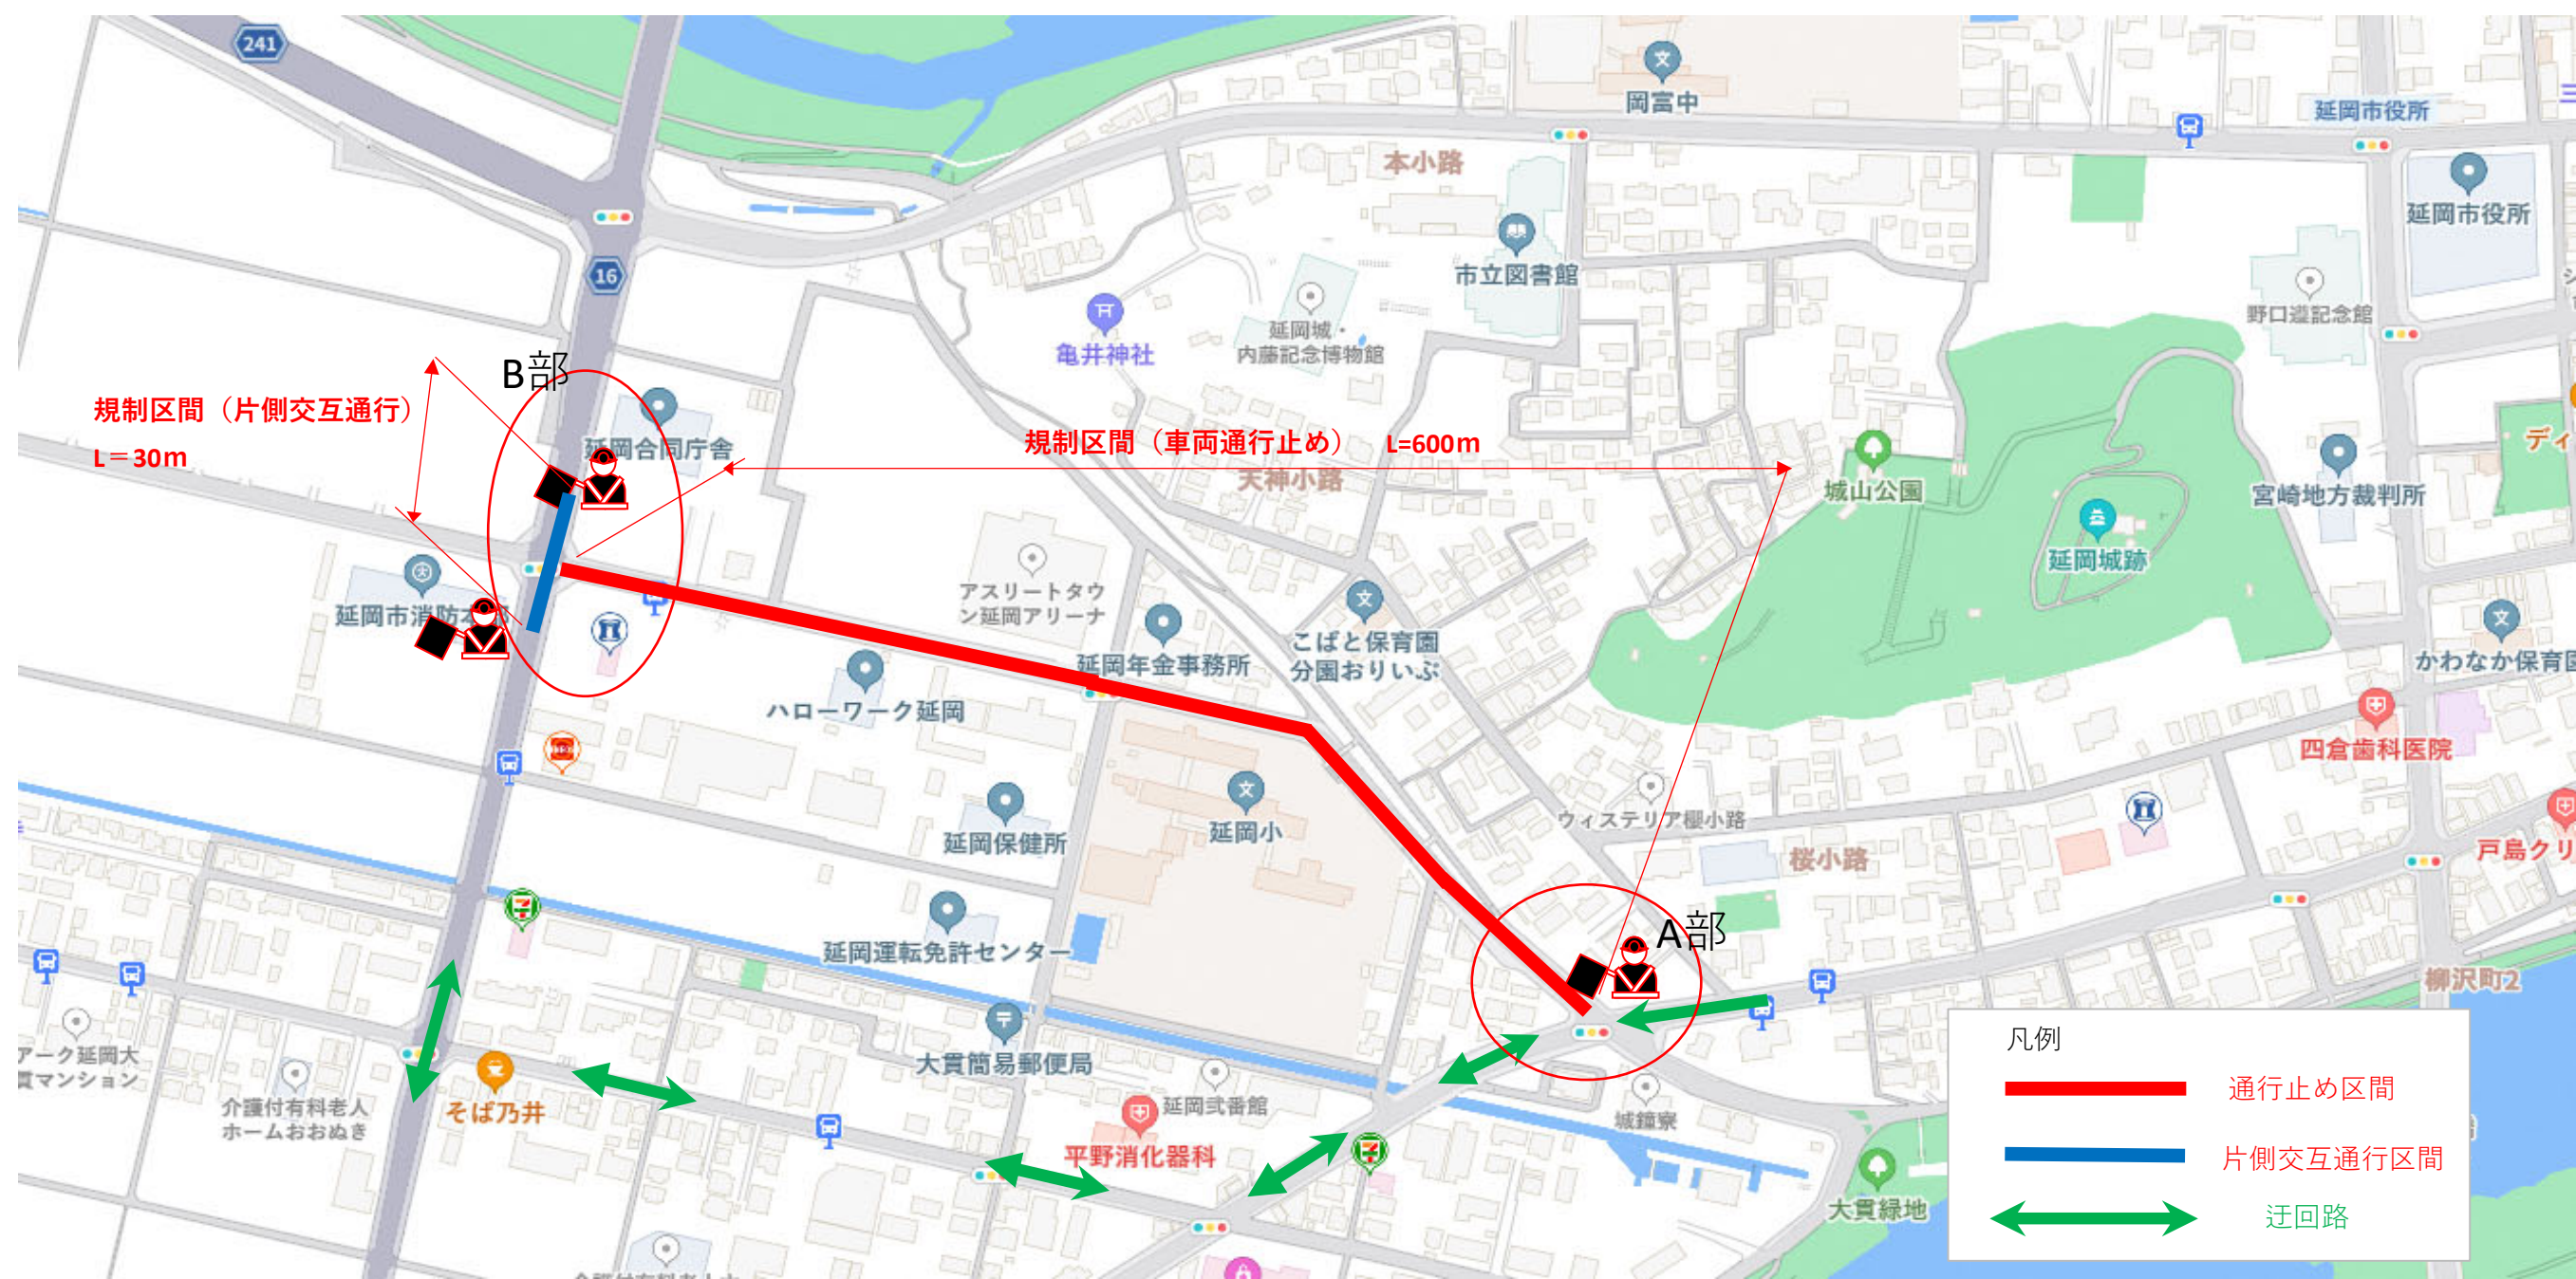 241
岡富中
延岡市役所
本小路
延岡市役所
市立図書館
16
野口遵記念館
延岡城・
内藤記念博物館
亀井神社
B部
規制区間（片側交互通行）
L＝30m
延岡合同庁舎
規制区間（車両通行止め）　L=600m
天神小路
ディ
城山公園
宮崎地方裁判所
延岡城跡
アスリートタウ
ン延岡アリーナ
延岡市消防本部
こばと保育園
分園おりいぶ
延岡年金事務所
かわなか保育園
ハローワーク延岡
四倉歯科医院
延岡小
ウィステリア櫻小路
延岡保健所
桜小路
戸島クリ
A部
延岡運転免許センター
柳沢町2
大貫簡易郵便局
アーク延岡大
貫マンション
介護付有料老人
ホームおおぬき
そば乃井
延岡弐番館
平野消化器科
城鐘寮
大貫緑地
凡例
通行止め区間
片側交互通行区間
迂回路